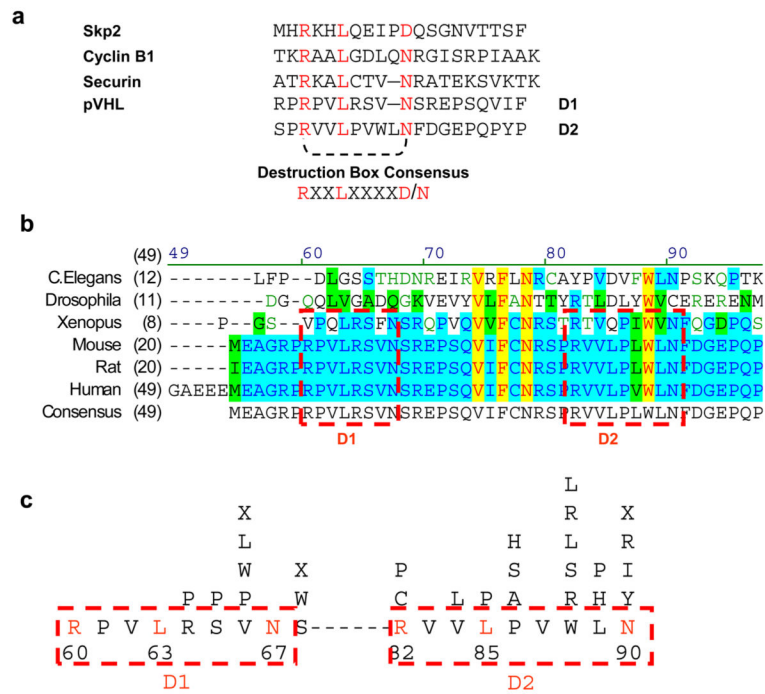 a
Skp2 MHRKHLQEIPDQSGNVTTSF
Cyclin B1 TKRAALGDLQNRGISRPIAAK
Securin ATRKALCTV–NRATEKSVKTK
pVHL RPRPVLRSV–NSREPSQVIF D1
SPRVVLPVWLNFDGEPQPYP D2
Destruction Box Consensus
RXXLXXXXD/N
b
(49) 49 60 70 80 90
C.Elegans (12) -------LFP--DLGSSTHDNREIRVRFLNRCAYPVDVFWLNPSKQPTK
Drosophila (11) --------DG-QQLVGADQGKVEVYVLFANTTYRTLDLYWVCERERENM
Xenopus (8) ----P--GS--VPQLRSFNSRQPVQVVFCNRSTRTVQPIWVNFQGDPQS
Mouse (20) -----MEAGRPRPVLRSVNSREPSQVIFCNRSPRVVLPLWLNFDGEPQP
Rat (20) -----IEAGRPRPVLRSVNSREPSQVIFCNRSPRVVLPLWLNFDGEPQP
Human (49) GAEEEMEAGRPRPVLRSVNSREPSQVIFCNRSPRVVLPVWLNFDGEPQP
Consensus (49) MEAGRPRPVLRSVNSREPSQVIFCNRSPRVVLPLWLNFDGEPQP
D1 D2
c
L
X R X
L H L R
W X P S S P I
P P P W C L P A R H Y
R P V L R S V N S------R V V L P V W L N
60 63 67 82 85 90
D1 D2